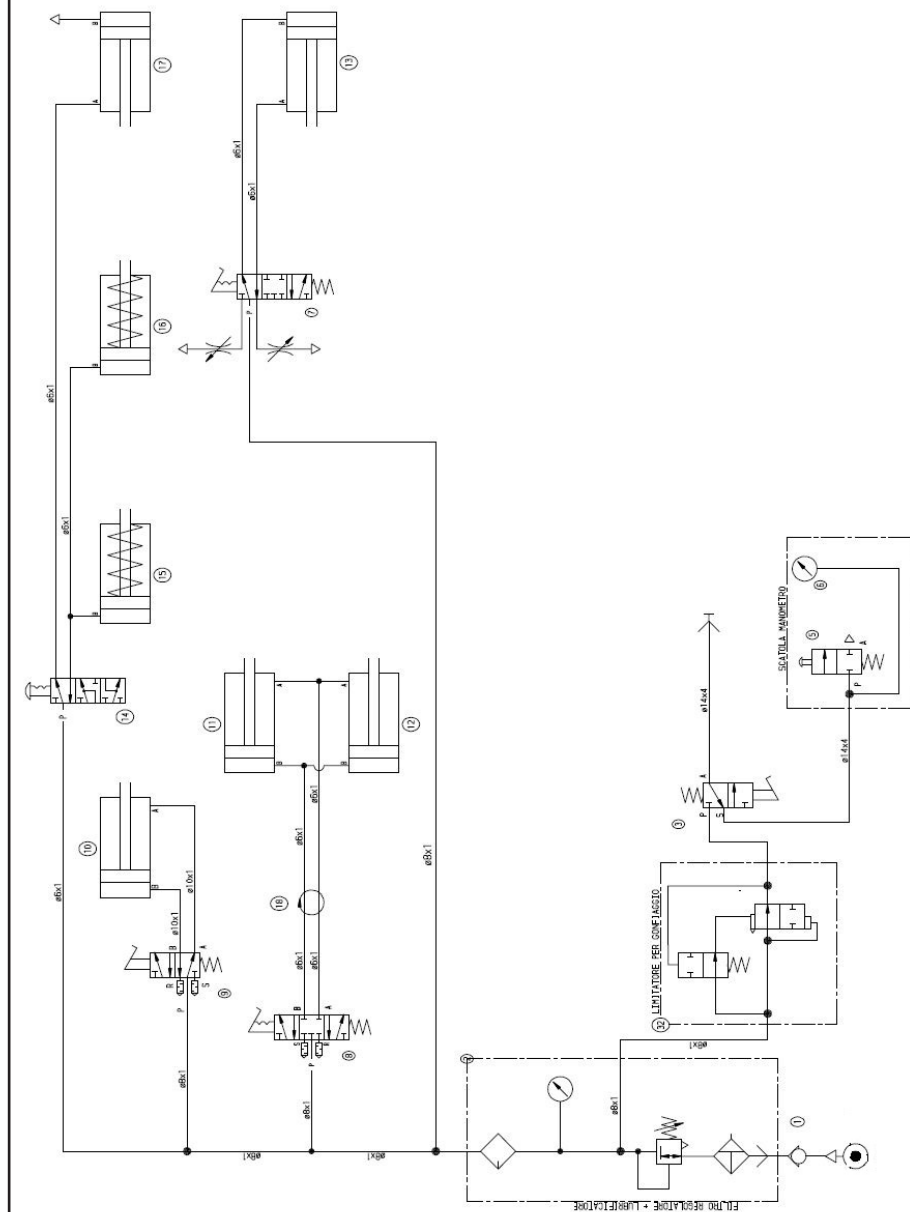 B
A
17
B
A
13
ø6x1
ø6x1
ø6x1
B
16
P
7
ø6x1
B
15
P
14
11
B
A
12
B
A
10
B
A
ø6x1
ø10x1
ø10x1
ø6x1
ø6x1
18
ø6x1
ø6x1
R
B
P
S
A
9
S
B
P
R
A
8
ø8x1
ø8x1
ø8x1
ø8x1
ø8x1
SCATOLA MANOMETRO
5
6
A
P
ø14x4
ø14x4
3
P
A
S
LIMITATORE PER GONFIAGGIO
32
ø8x1
ø8x1
1
FILTRO REGOLATORE + LUBRIFICATORE